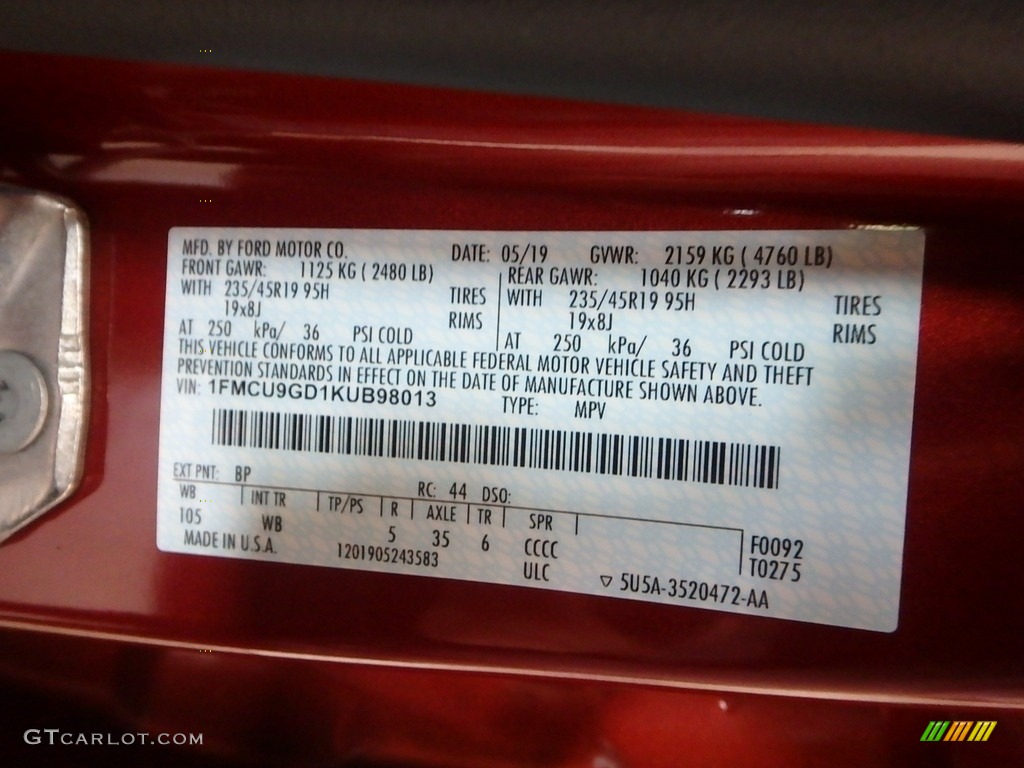 MFD. BY FORD MOTOR CO. DATE: 05/19 GVWR: 2159 KG ( 4760 LB)
FRONT GAWR: 1125 KG ( 2480 LB) REAR GAWR: 1040 KG ( 2293 LB)
WITH 235/45R19 95H TIRES WITH 235/45R19 95H TIRES
19x8J RIMS 19x8J RIMS
AT 250 kPa/ 36 PSI COLD AT 250 kPa/ 36 PSI COLD
THIS VEHICLE CONFORMS TO ALL APPLICABLE FEDERAL MOTOR VEHICLE SAFETY AND THEFT
PREVENTION STANDARDS IN EFFECT ON THE DATE OF MANUFACTURE SHOWN ABOVE.
VIN: 1FMCU9GD1KUB98013 TYPE: MPV
EXT PNT: BP RC: 44 DSO:
WB INT TR TP/PS R AXLE TR SPR
105 WB 5 35 6 CCCC F0092
MADE IN U.S.A. 1201905243583 ULC T0275
5U5A-3520472-AA
GTCARLOT.COM